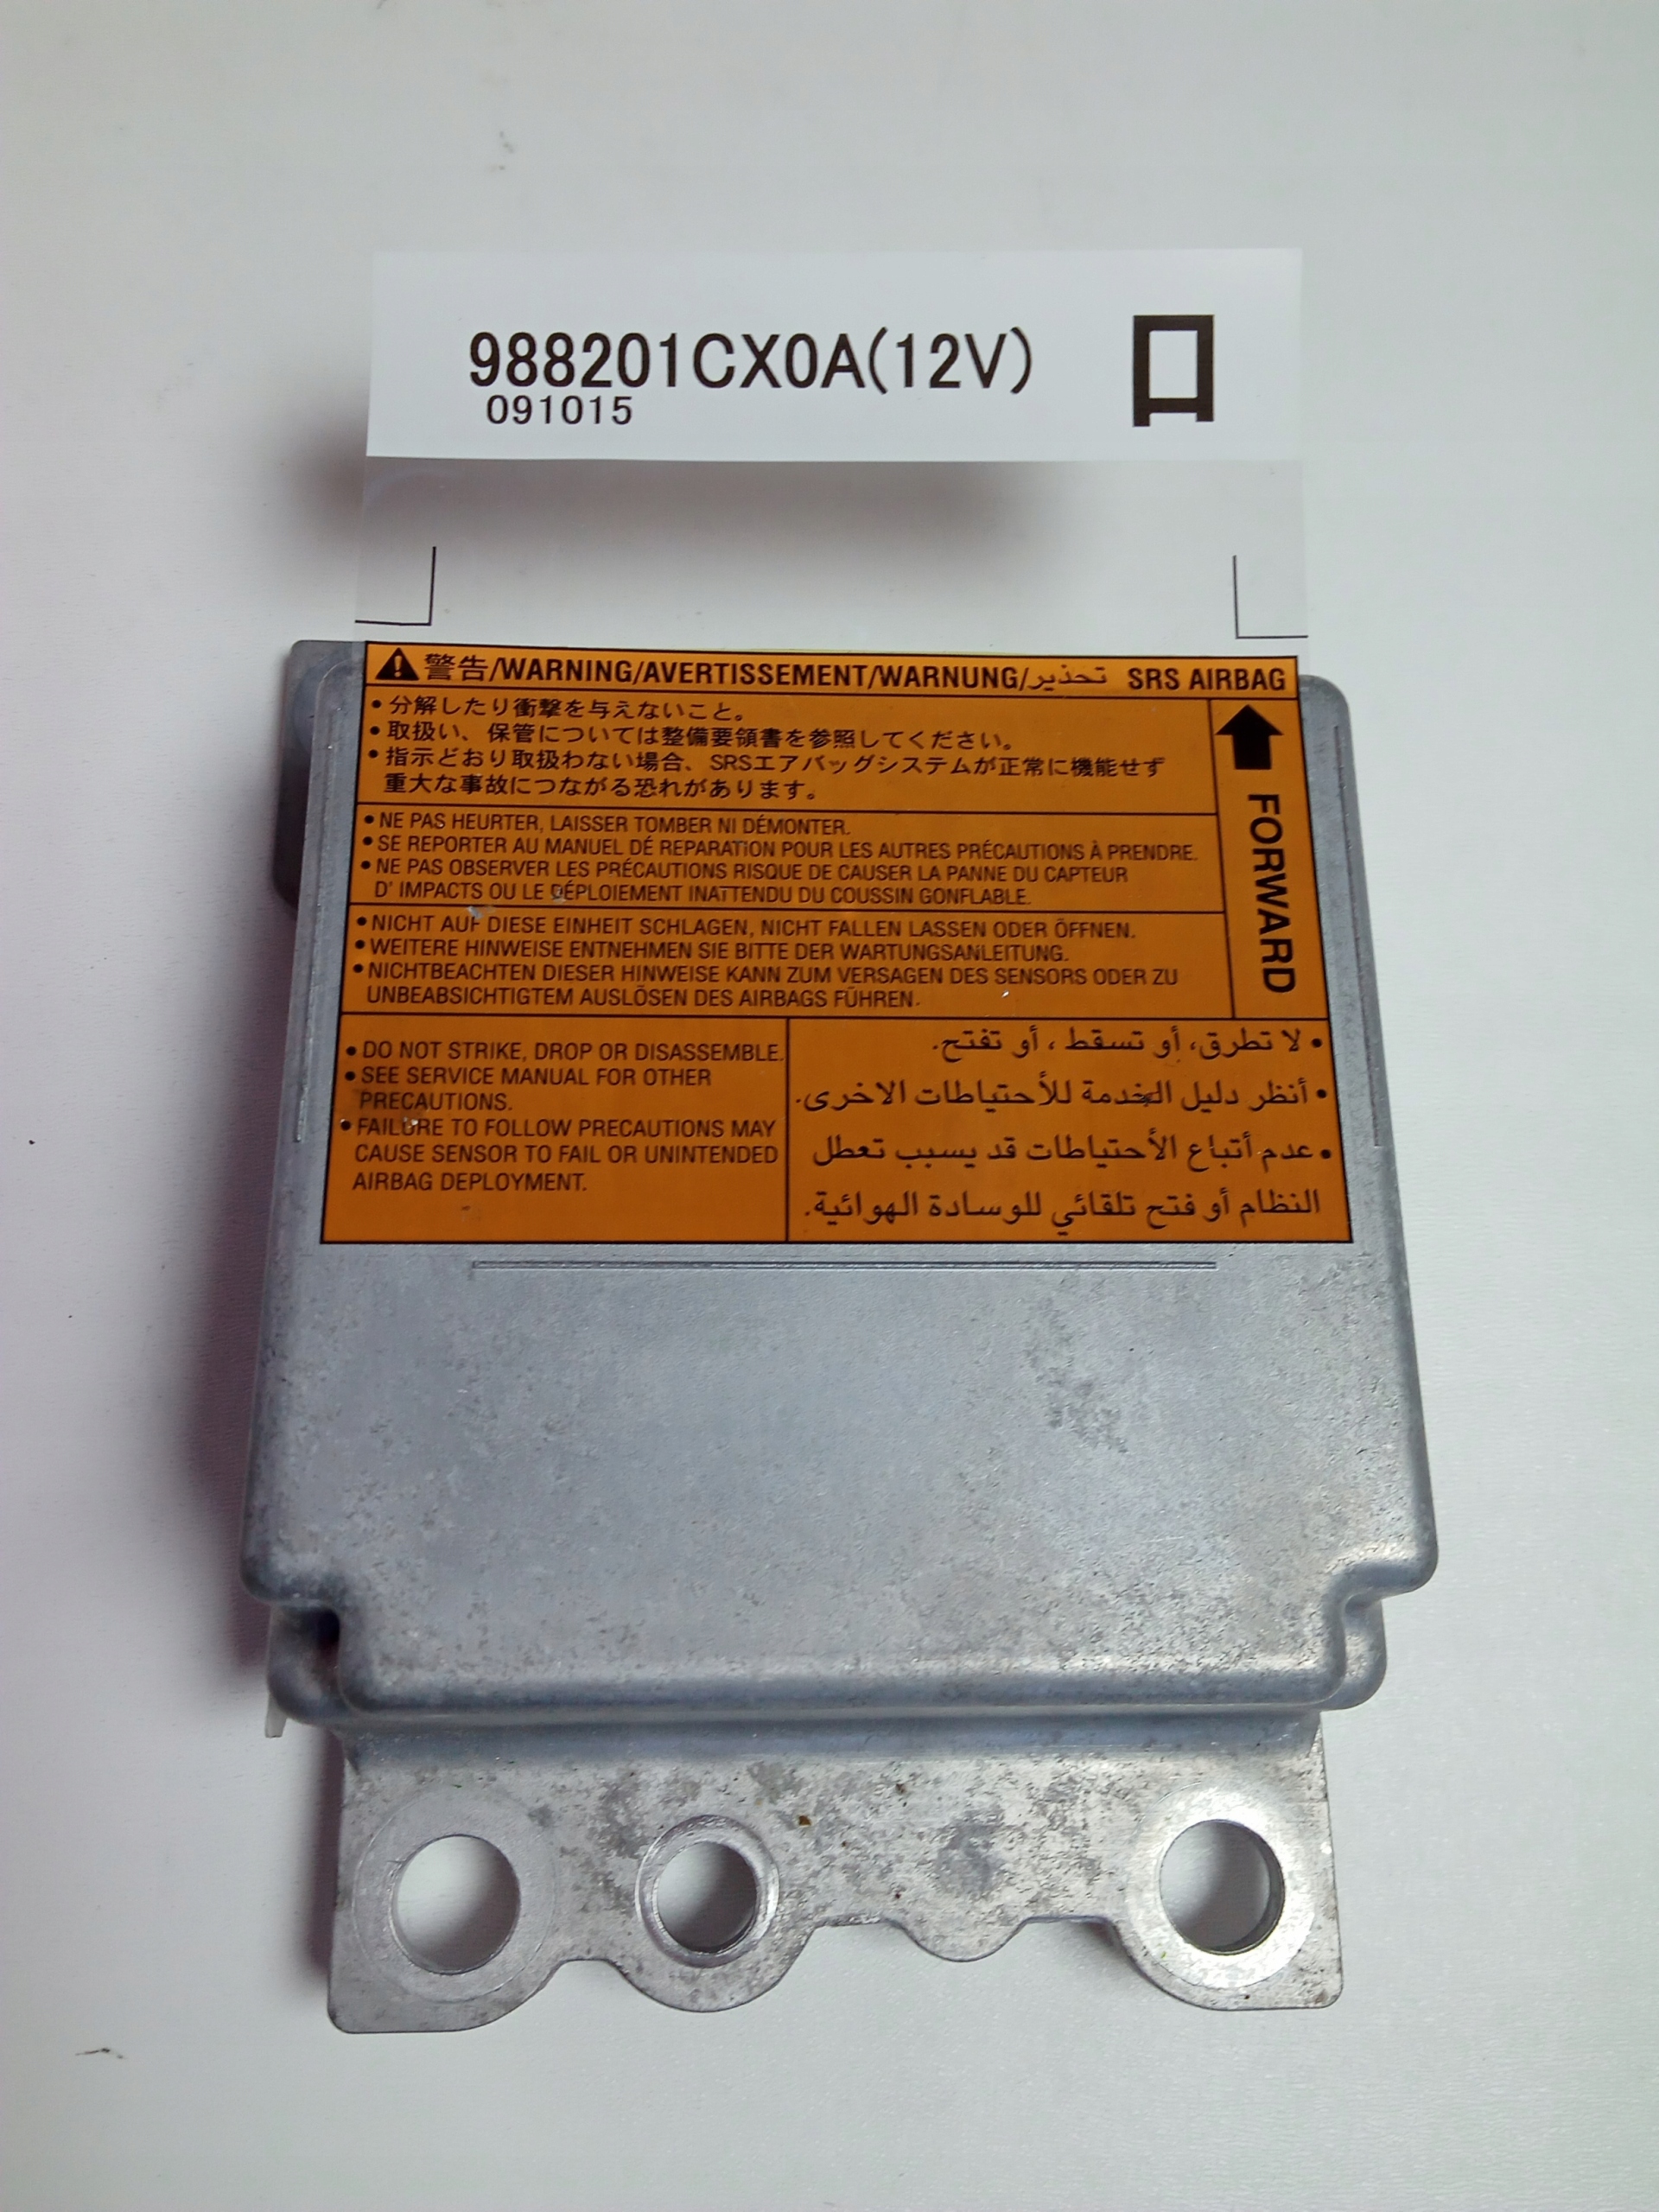 988201CX0A(12V)
091015
警告/WARNING/AVERTISSEMENT/WARNUNG/تحذير SRS AIRBAG
• 分解したり衝撃を与えないこと。
• 取扱い、保管については整備要領書を参照してください。
• 指示どおり取扱わない場合、SRSエアバッグシステムが正常に機能せず
重大な事故につながる恐れがあります。
FORWARD
• NE PAS HEURTER, LAISSER TOMBER NI DÉMONTER.
• SE REPORTER AU MANUEL DÉ REPARATION POUR LES AUTRES PRÉCAUTIONS À PRENDRE.
• NE PAS OBSERVER LES PRÉCAUTIONS RISQUE DE CAUSER LA PANNE DU CAPTEUR
D' IMPACTS OU LE DÉPLOIEMENT INATTENDU DU COUSSIN GONFLABLE.
• NICHT AUF DIESE EINHEIT SCHLAGEN, NICHT FALLEN LASSEN ODER ÖFFNEN.
• WEITERE HINWEISE ENTNEHMEN SIE BITTE DER WARTUNGSANLEITUNG.
• NICHTBEACHTEN DIESER HINWEISE KANN ZUM VERSAGEN DES SENSORS ODER ZU
UNBEABSICHTIGTEM AUSLÖSEN DES AIRBAGS FÜHREN.
• DO NOT STRIKE, DROP OR DISASSEMBLE.
• SEE SERVICE MANUAL FOR OTHER
PRECAUTIONS.
• FAILURE TO FOLLOW PRECAUTIONS MAY
CAUSE SENSOR TO FAIL OR UNINTENDED
AIRBAG DEPLOYMENT.
• لا تطرق، أو تسقط ، أو تفتح.
• أنظر دليل الخدمة للأحتياطات الاخرى.
• عدم أتباع الأحتياطات قد يسبب تعطل
النظام أو فتح تلقائي للوسادة الهوائية.